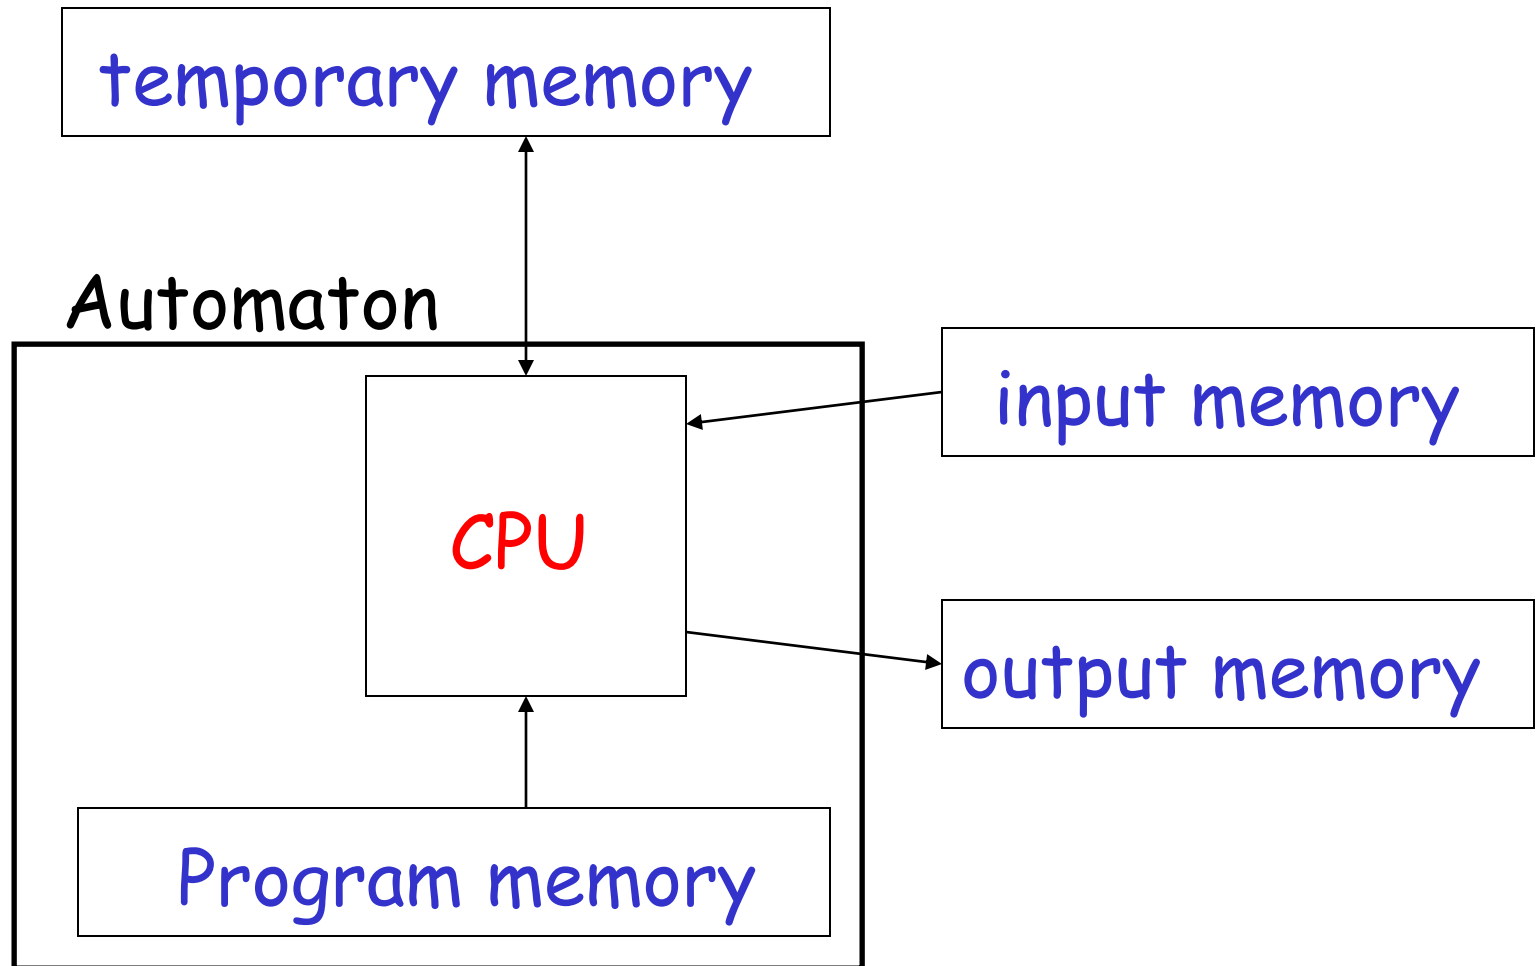 temporary memory
Automaton
input memory
CPU
output memory
Program memory